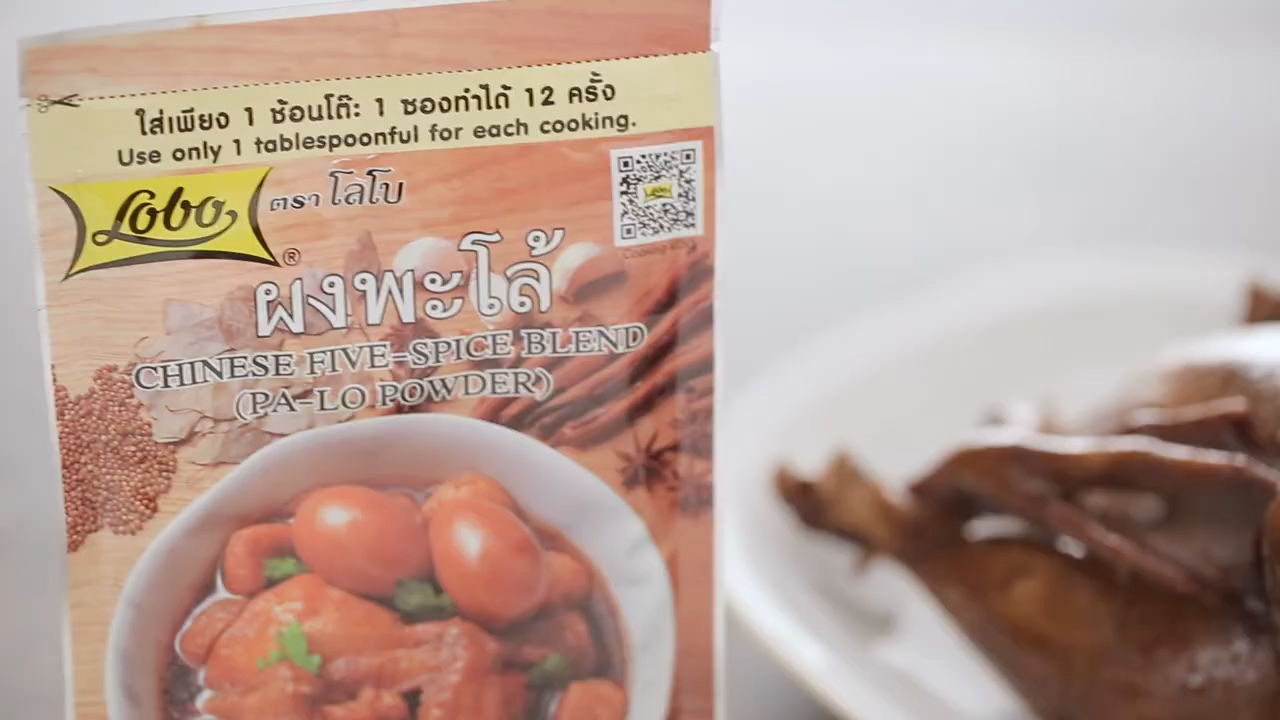 ใส่เพียง 1 ช้อนโต๊ะ 1 ซองทำได้ 12 ครั้ง
Use only 1 tablespoonful for each cooking.
Lobo ตรา โลโบ
®
ผงพะโล้
CHINESE FIVE-SPICE BLEND
(PA-LO POWDER)